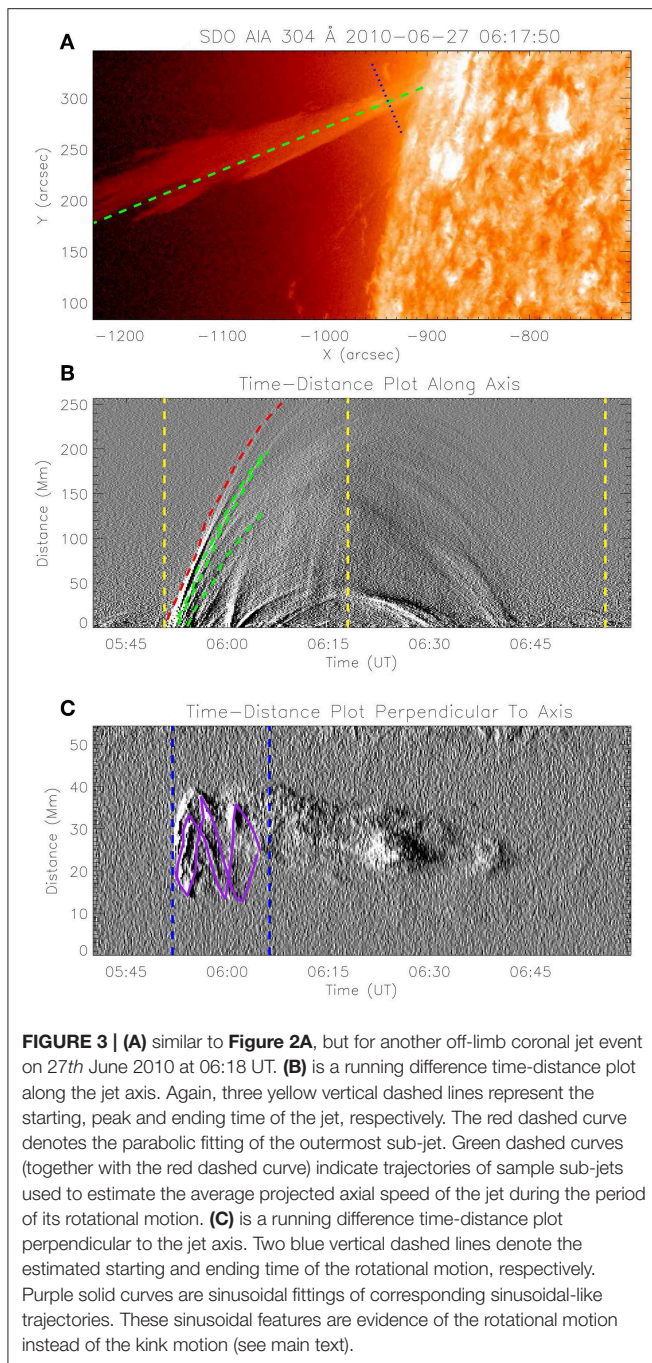 A
SDO AIA 304 Å 2010-06-27 06:17:50
300
250
200
150
100
Y (arcsec)
-1200
-1100
-1000
-900
-800
X (arcsec)
B
Time-Distance Plot Along Axis
250
200
150
100
50
0
Distance (Mm)
05:45
06:00
06:15
06:30
06:45
Time (UT)
C
Time-Distance Plot Perpendicular To Axis
50
40
30
20
10
0
Distance (Mm)
05:45
06:00
06:15
06:30
06:45
Time (UT)
FIGURE 3 | (A) similar to Figure 2A, but for another off-limb coronal jet event
on 27th June 2010 at 06:18 UT. (B) is a running difference time-distance plot
along the jet axis. Again, three yellow vertical dashed lines represent the
starting, peak and ending time of the jet, respectively. The red dashed curve
denotes the parabolic fitting of the outermost sub-jet. Green dashed curves
(together with the red dashed curve) indicate trajectories of sample sub-jets
used to estimate the average projected axial speed of the jet during the period
of its rotational motion. (C) is a running difference time-distance plot
perpendicular to the jet axis. Two blue vertical dashed lines denote the
estimated starting and ending time of the rotational motion, respectively.
Purple solid curves are sinusoidal fittings of corresponding sinusoidal-like
trajectories. These sinusoidal features are evidence of the rotational motion
instead of the kink motion (see main text).